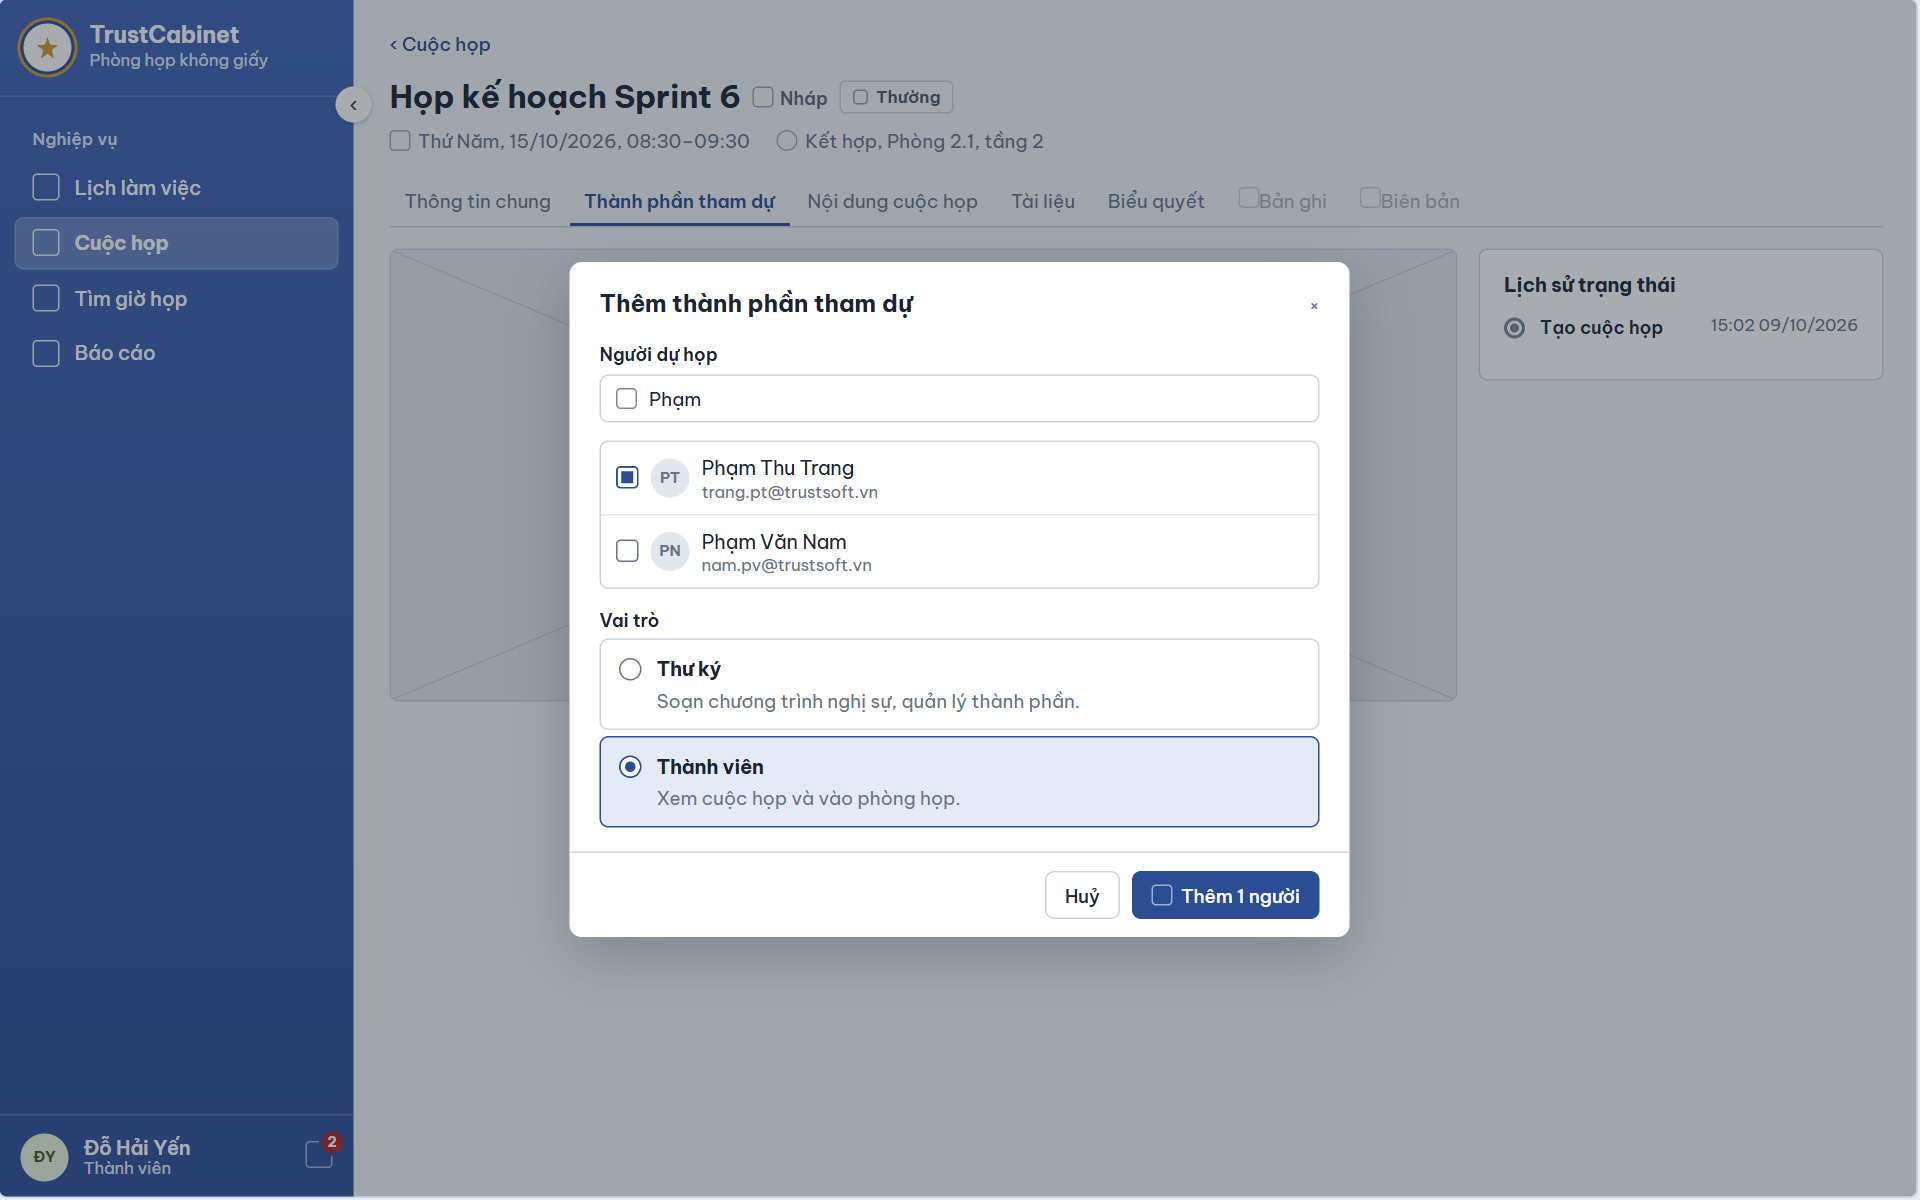 TrustCabinet
Phòng họp không giấy
Nghiệp vụ
Lịch làm việc
Cuộc họp
Tìm giờ họp
Báo cáo
ĐY
Đỗ Hải Yến
Thành viên
2
‹ Cuộc họp
Họp kế hoạch Sprint 6
Nháp
Thường
Thứ Năm, 15/10/2026, 08:30–09:30
Kết hợp, Phòng 2.1, tầng 2
Thông tin chung
Thành phần tham dự
Nội dung cuộc họp
Tài liệu
Biểu quyết
Bản ghi
Biên bản
Lịch sử trạng thái
Tạo cuộc họp
15:02 09/10/2026
Thêm thành phần tham dự
×
Người dự họp
Phạm
PT
Phạm Thu Trang
trang.pt@trustsoft.vn
PN
Phạm Văn Nam
nam.pv@trustsoft.vn
Vai trò
Thư ký
Soạn chương trình nghị sự, quản lý thành phần.
Thành viên
Xem cuộc họp và vào phòng họp.
Huỷ
Thêm 1 người